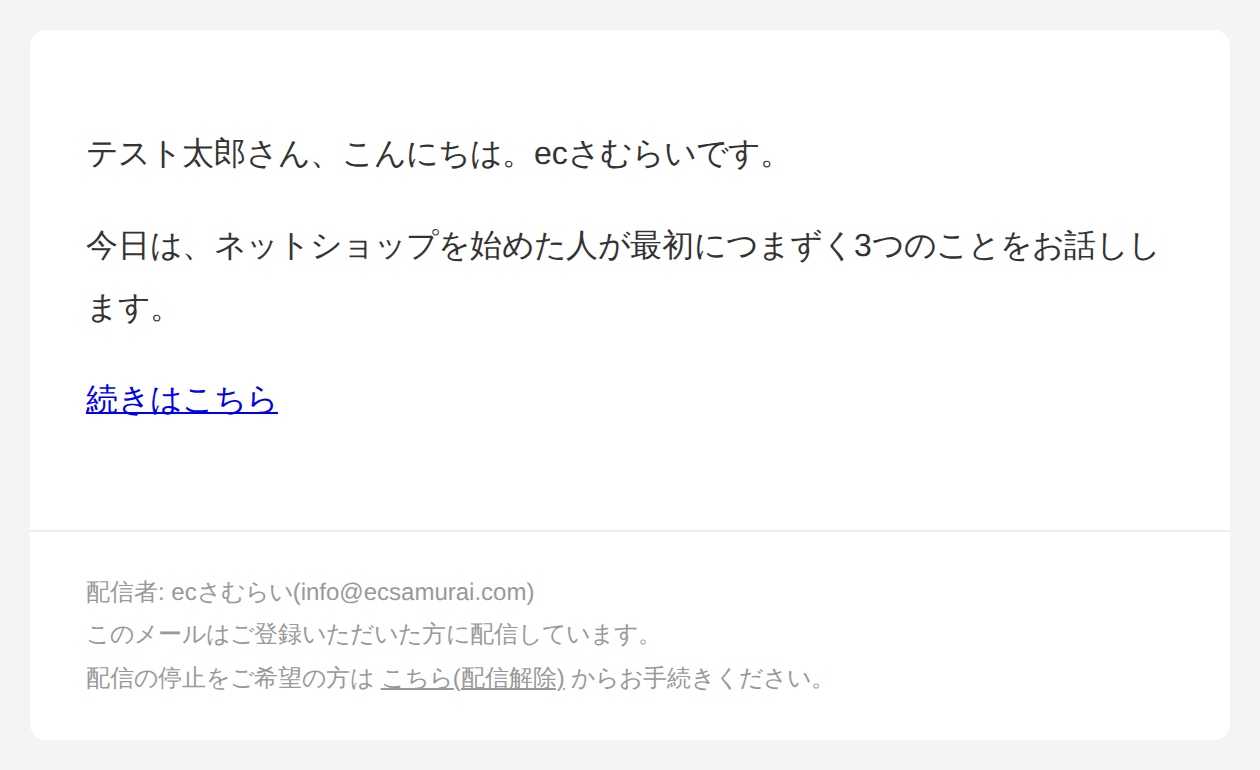 テスト太郎さん、こんにちは。ecさむらいです。
今日は、ネットショップを始めた人が最初につまずく3つのことをお話しし
ます。
続きはこちら
配信者: ecさむらい(info@ecsamurai.com)
このメールはご登録いただいた方に配信しています。
配信の停止をご希望の方は こちら(配信解除) からお手続きください。